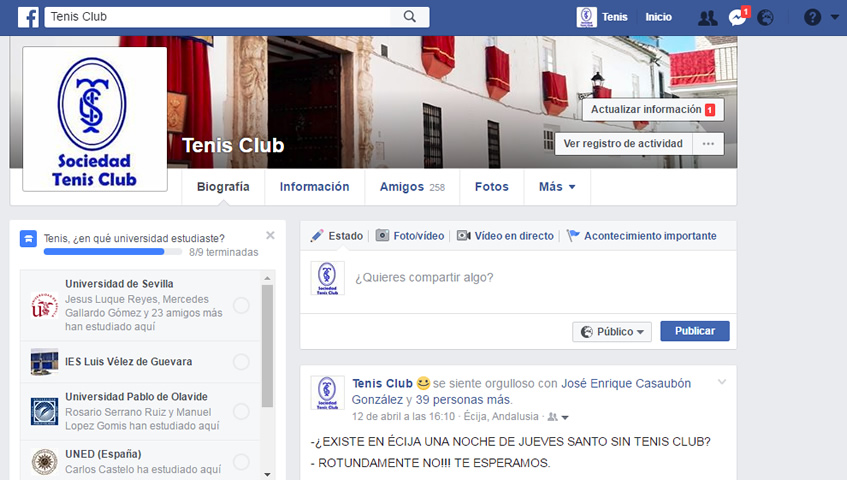 Tenis Club
Tenis
Inicio
1
Sociedad
Tenis Club
Tenis Club
Actualizar información 1
Ver registro de actividad
Biografía
Información
Amigos 258
Fotos
Más
Tenis, ¿en qué universidad estudiaste?
8/9 terminadas
Universidad de Sevilla
Jesus Luque Reyes, Mercedes
Gallardo Gómez y 23 amigos más
han estudiado aquí
IES Luis Vélez de Guevara
Universidad Pablo de Olavide
Rosario Serrano Ruiz y Manuel
Lopez Gomis han estudiado aquí
UNED (España)
Carlos Castelo ha estudiado aquí
Estado
Foto/vídeo
Vídeo en directo
Acontecimiento importante
Sociedad
Tenis Club
¿Quieres compartir algo?
Público
Publicar
Sociedad
Tenis Club
Tenis Club se siente orgulloso con José Enrique Casaubón
González y 39 personas más.
12 de abril a las 16:10 · Écija, Andalusia ·
-¿EXISTE EN ÉCIJA UNA NOCHE DE JUEVES SANTO SIN TENIS CLUB?
- ROTUNDAMENTE NO!!! TE ESPERAMOS.